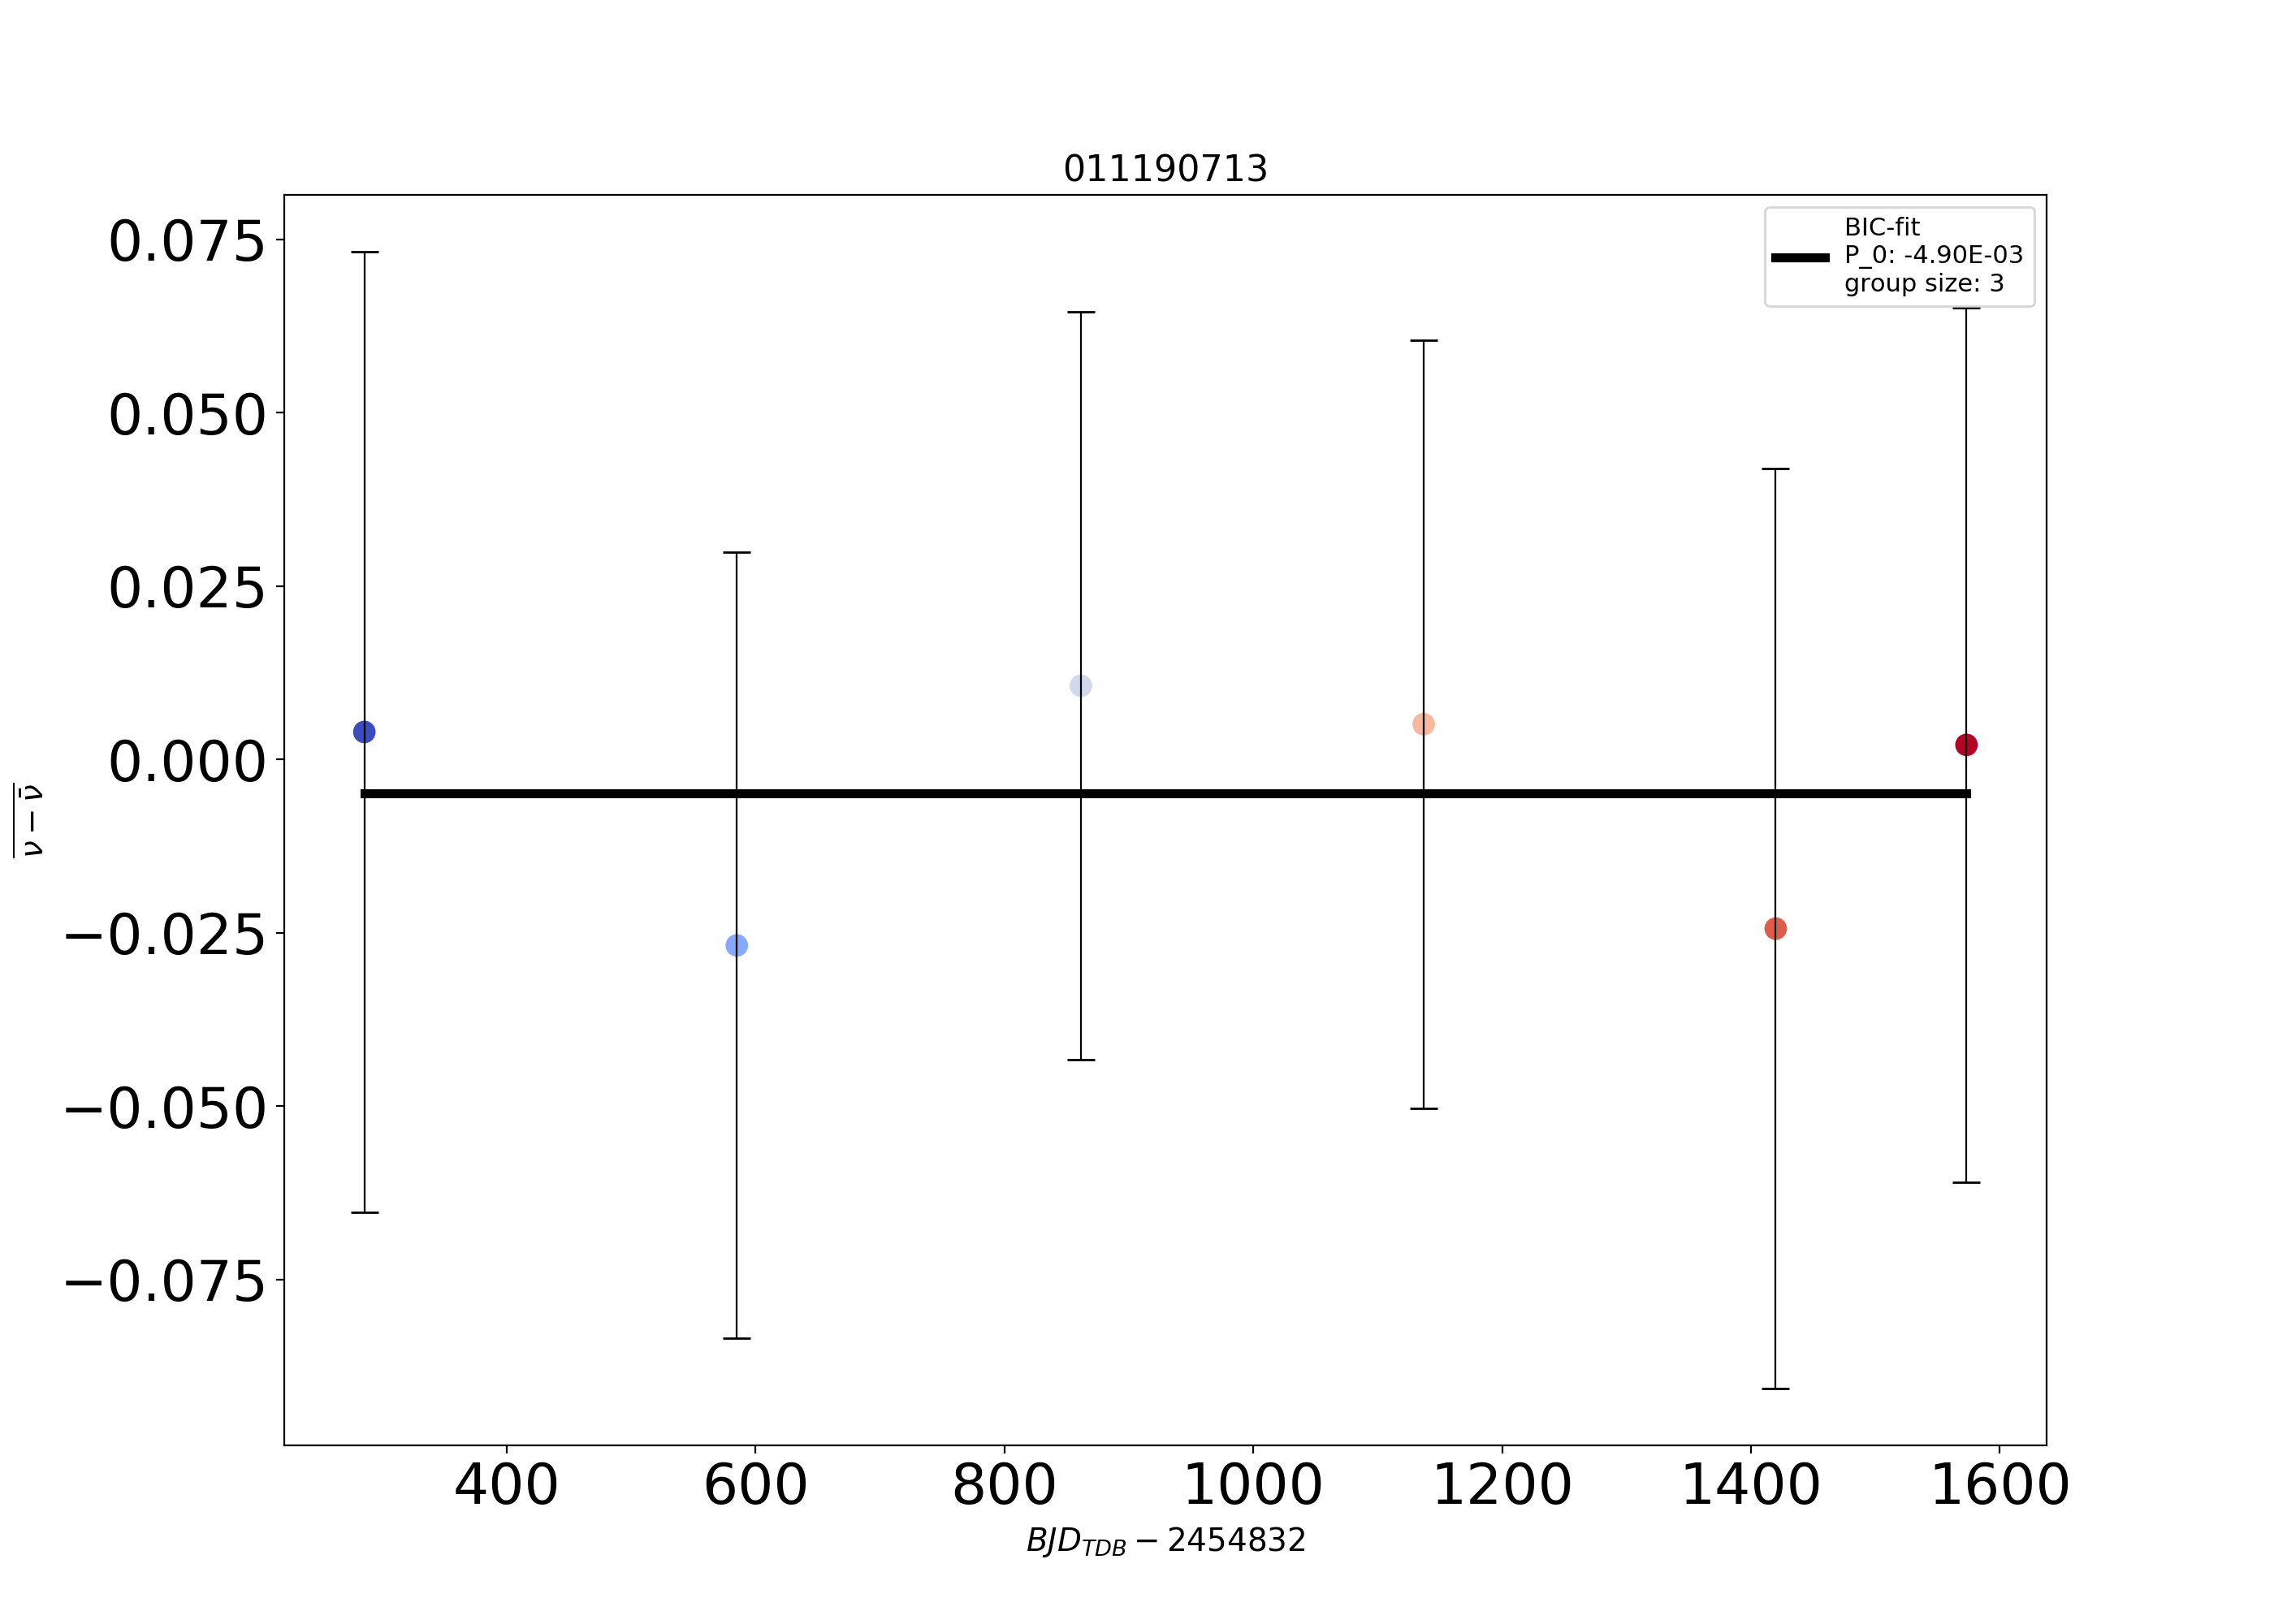 011190713
BIC-fit
P_0: -4.90E-03
group size: 3
0.075
0.050
0.025
0.000
−0.025
−0.050
−0.075
ν − ν̄
400 600 800 1000 1200 1400 1600
BJD_TDB − 2454832